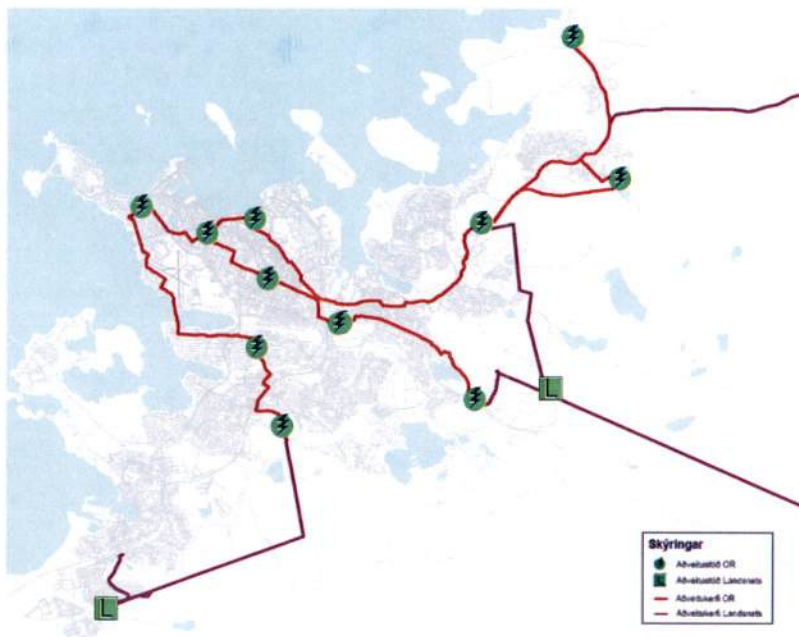 L
L
Skýringar
Aðveitustöð OR
Aðveitustöð Landsnets
Aðveitukerfi OR
Aðveitukerfi Landsnets